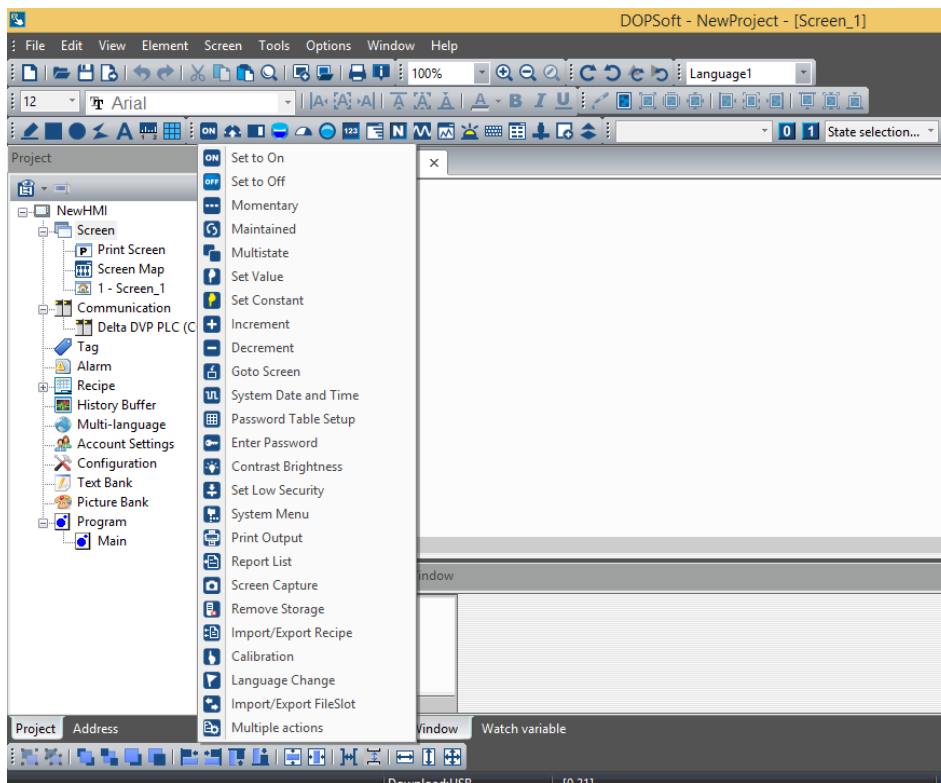 DOPSoft - NewProject - [Screen_1]
File Edit View Element Screen Tools Options Window Help
100% Language1
12 Arial A B I U
A ON 123 N 0 1 State selection...
Project
NewHMI
Screen
Print Screen
Screen Map
1 - Screen_1
Communication
Delta DVP PLC (C
Tag
Alarm
Recipe
History Buffer
Multi-language
Account Settings
Configuration
Text Bank
Picture Bank
Program
Main
ON Set to On
OFF Set to Off
Momentary
Maintained
Multistate
Set Value
Set Constant
Increment
Decrement
Goto Screen
System Date and Time
Password Table Setup
Enter Password
Contrast Brightness
Set Low Security
System Menu
Print Output
Report List
Screen Capture
Remove Storage
Import/Export Recipe
Calibration
Language Change
Import/Export FileSlot
Multiple actions
indow
Project Address Window Watch variable